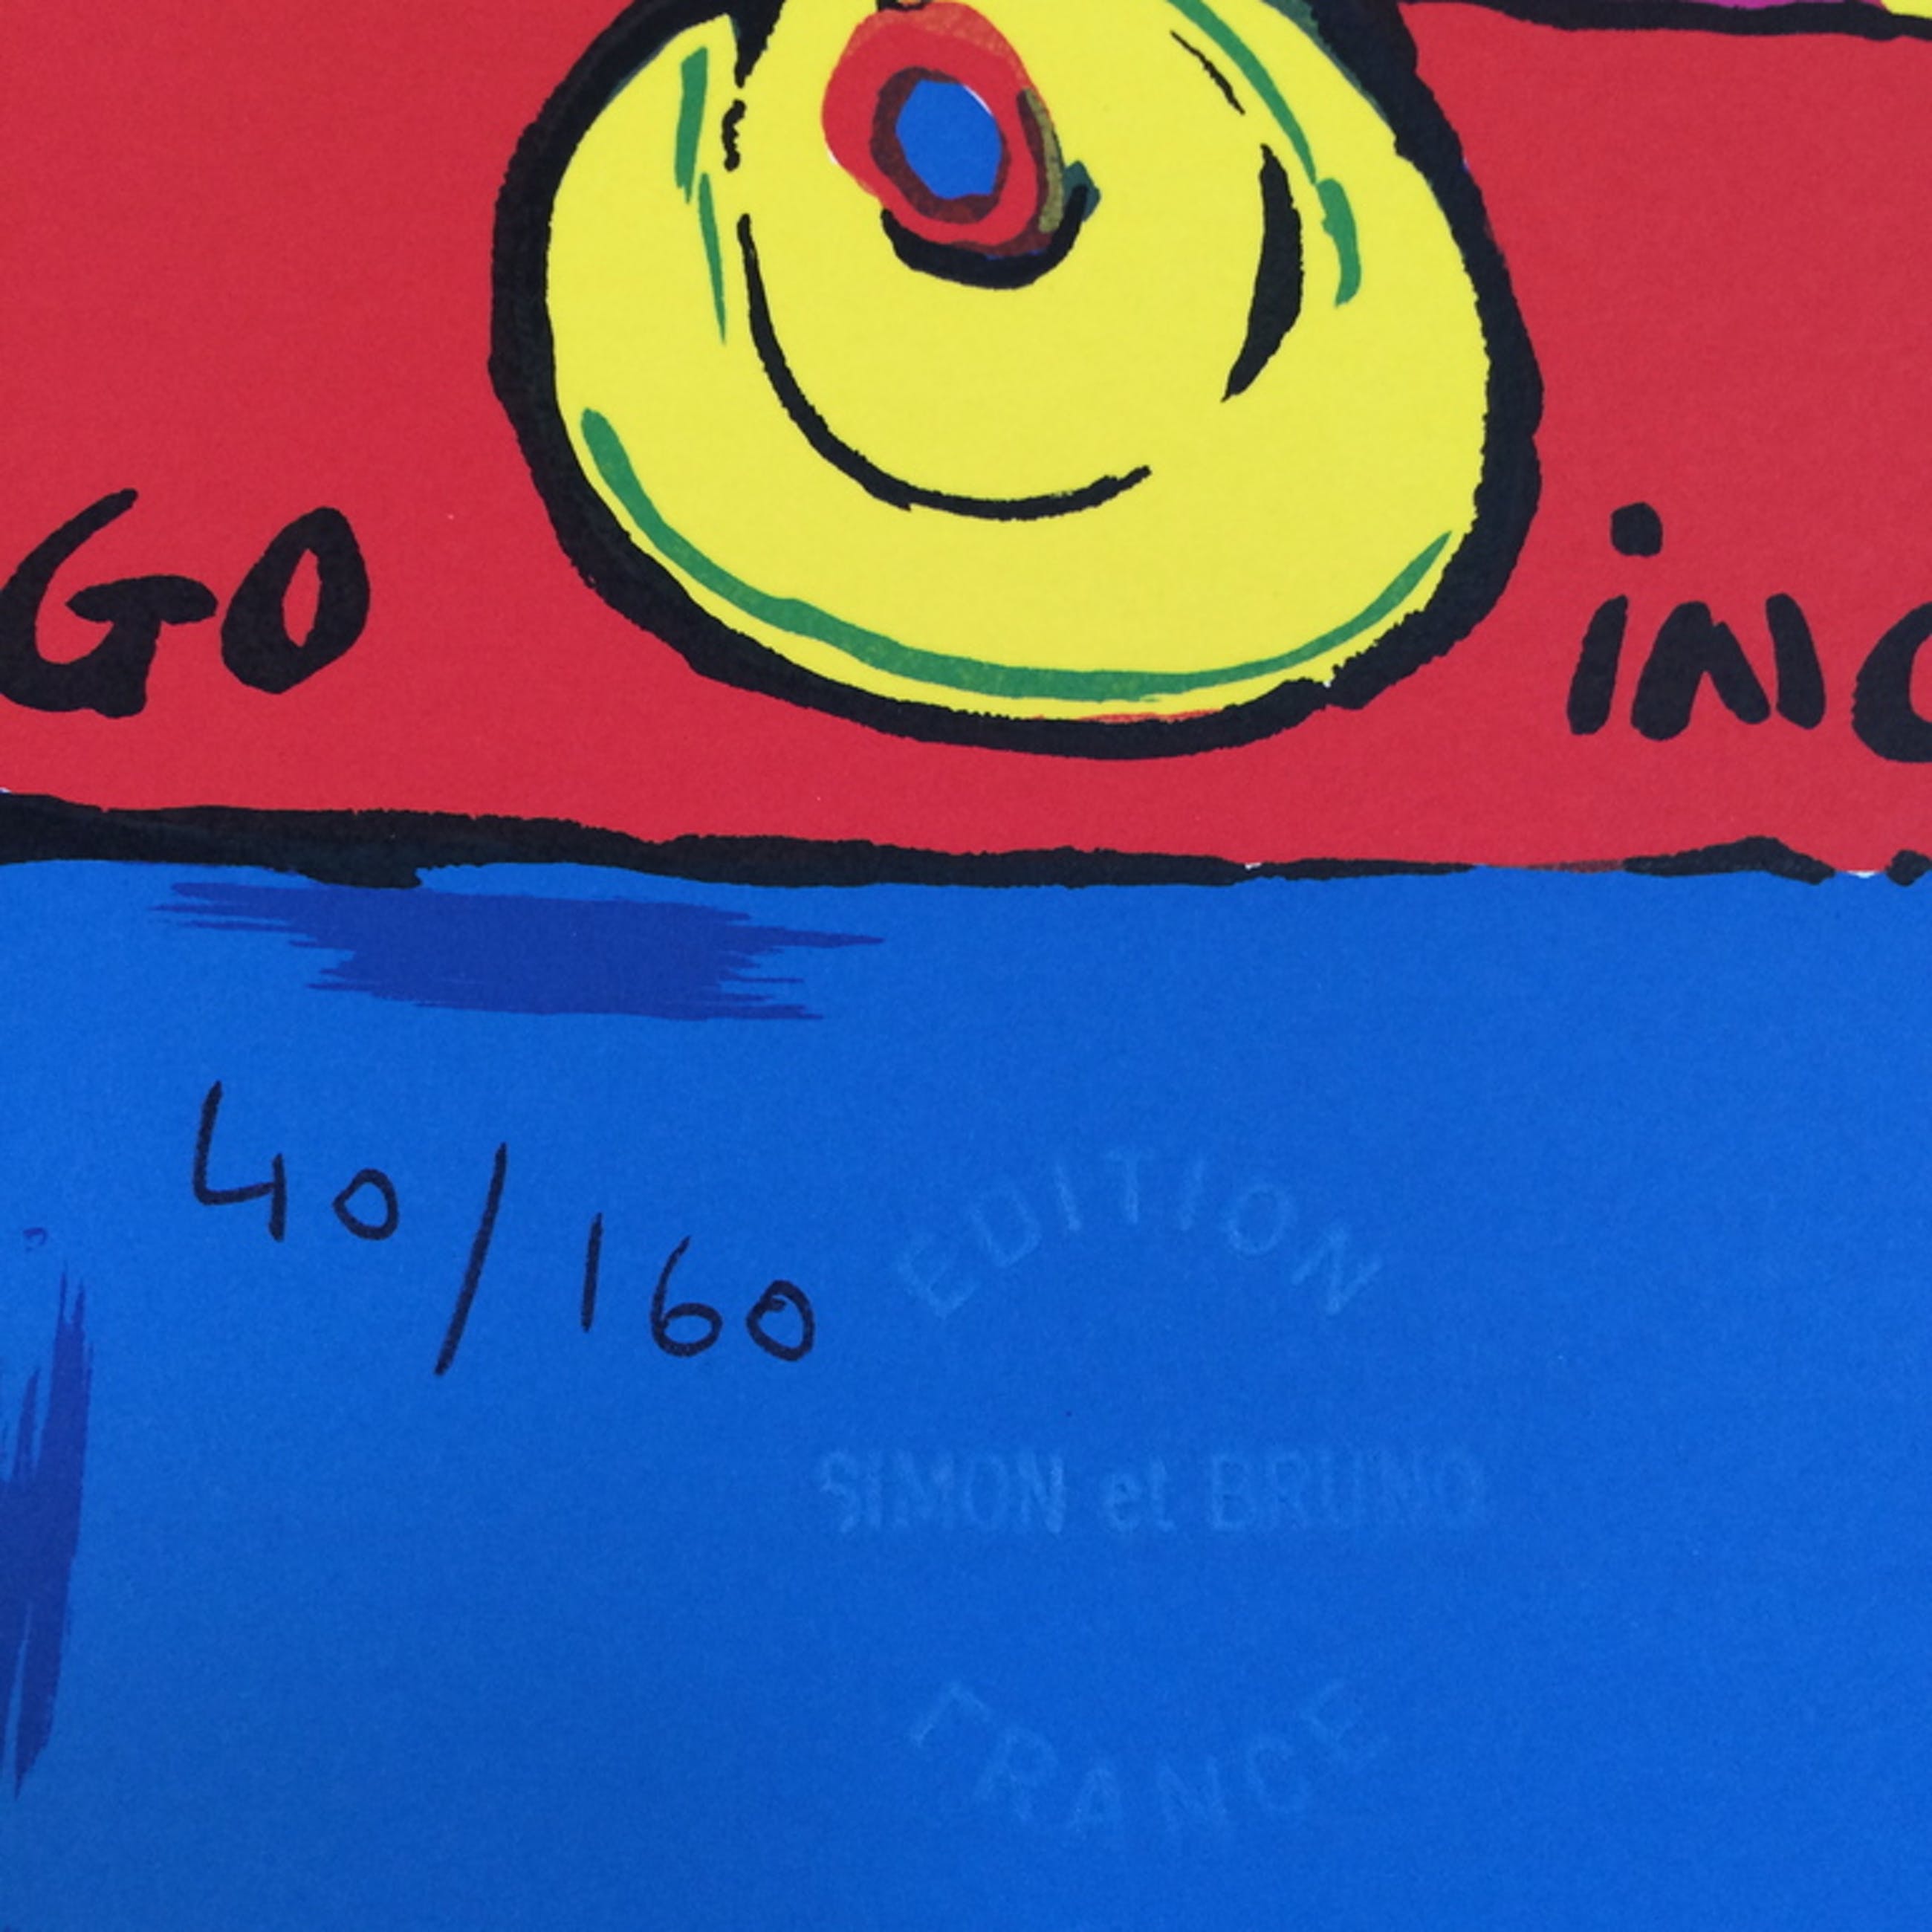 GO inc
40/160
EDITION
SIMON et BRUNO
FRANCE